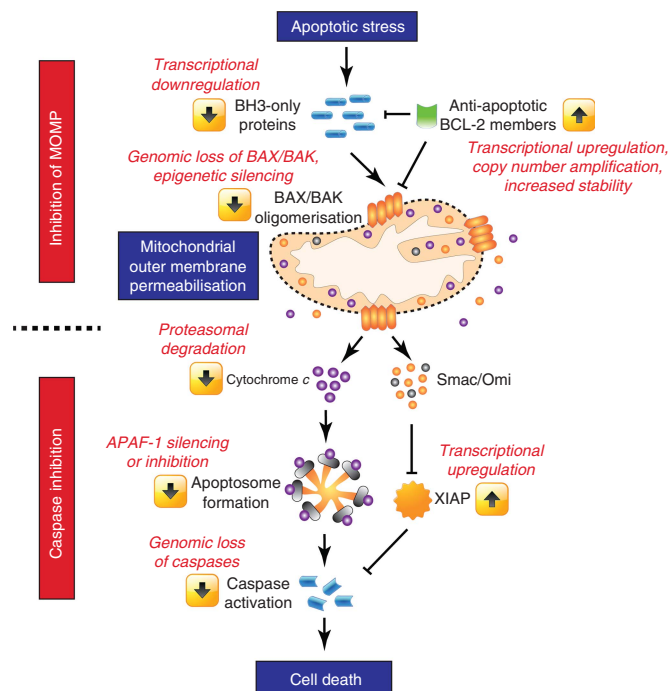 Apoptotic stress
Transcriptional
downregulation
BH3-only
proteins
Anti-apoptotic
BCL-2 members
Transcriptional upregulation,
copy number amplification,
increased stability
Inhibition of MOMP
Genomic loss of BAX/BAK,
epigenetic silencing
BAX/BAK
oligomerisation
Mitochondrial
outer membrane
permeabilisation
Proteasomal
degradation
Cytochrome c
Smac/Omi
Caspase inhibition
APAF-1 silencing
or inhibition
Apoptosome
formation
Transcriptional
upregulation
XIAP
Genomic loss
of caspases
Caspase
activation
Cell death